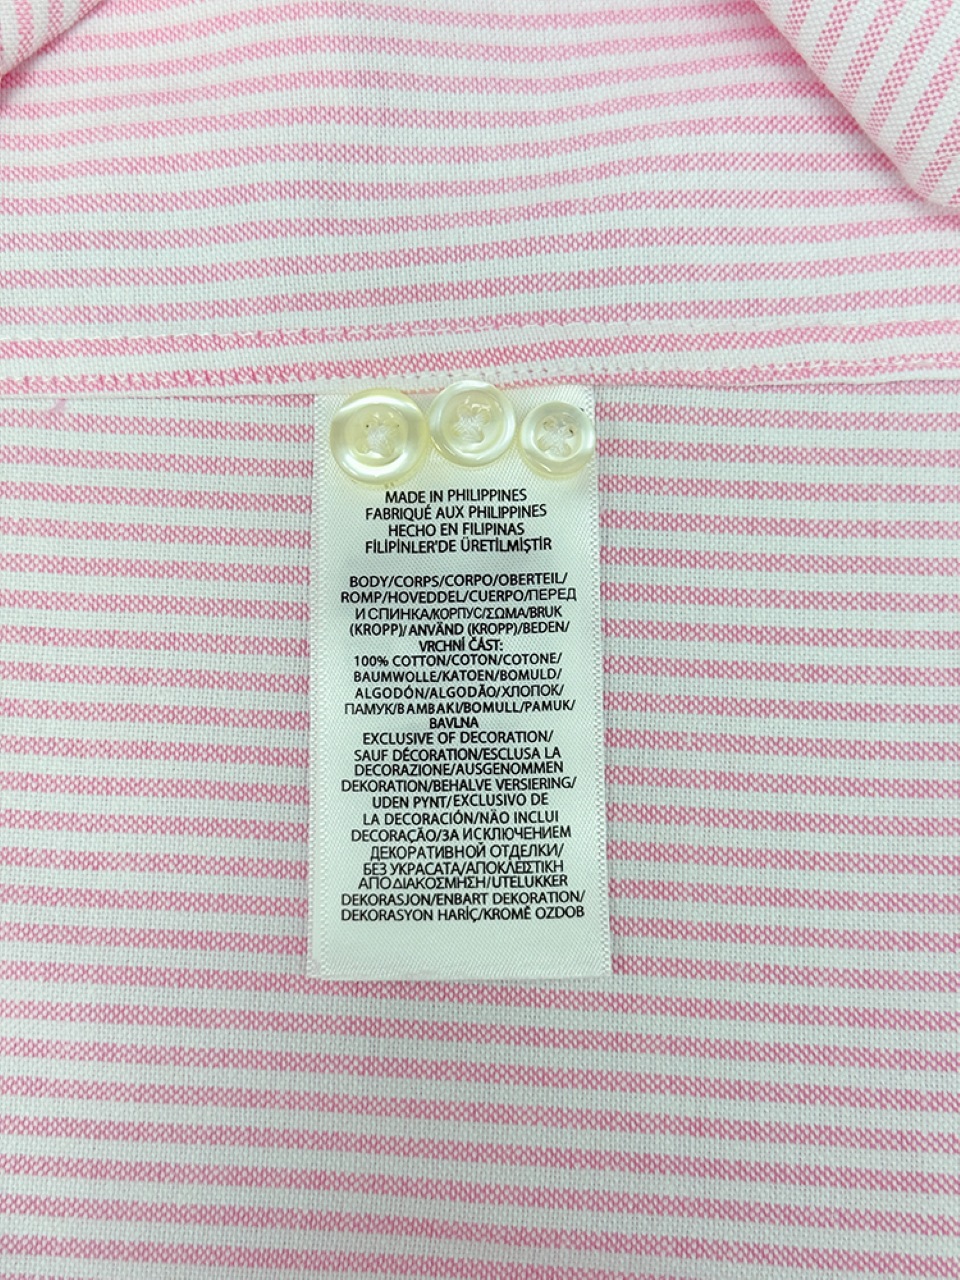 MADE IN PHILIPPINES
FABRIQUÉ AUX PHILIPPINES
HECHO EN FILIPINAS
FİLİPİNLER'DE ÜRETİLMİŞTİR
BODY/CORPS/CORPO/OBERTEIL/
ROMP/HOVEDDEL/CUERPO/ПЕРЕД
И СПИНКА/КОРПУС/ΣΩΜΑ/BRUK
(KROPP)/ANVÄND (KROPP)/BEDEN/
VRCHNÍ ČÁST:
100% COTTON/COTON/COTONE/
BAUMWOLLE/KATOEN/BOMULD/
ALGODÓN/ALGODÃO/ХЛОПОК/
ПАМУК/BAMBAKI/BOMULL/PAMUK/
BAVLNA
EXCLUSIVE OF DECORATION/
SAUF DÉCORATION/ESCLUSA LA
DECORAZIONE/AUSGENOMMEN
DEKORATION/BEHALVE VERSIERING/
UDEN PYNT/EXCLUSIVO DE
LA DECORACIÓN/NÃO INCLUI
DECORAÇÃO/ЗА ИСКЛЮЧЕНИЕМ
ДЕКОРАТИВНОЙ ОТДЕЛКИ/
БЕЗ УКРАСАТА/ΑΠΟΚΛΕΙΣΤΙΚΗ
ΑΠΟ ΔΙΑΚΟΣΜΗΣΗ/UTELUKKER
DEKORASJON/ENBART DEKORATION/
DEKORASYON HARİÇ/KROMĚ OZDOB